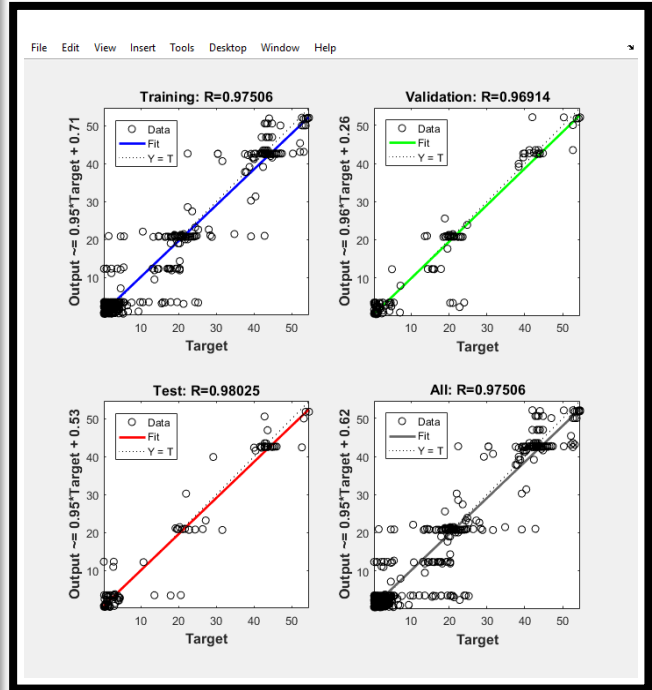 File Edit View Insert Tools Desktop Window Help
Training: R=0.97506
Output ~= 0.95*Target + 0.71
50
40
30
20
10
Data
Fit
Y = T
10 20 30 40 50
Target
Validation: R=0.96914
Output ~= 0.96*Target + 0.26
50
40
30
20
10
Data
Fit
Y = T
10 20 30 40 50
Target
Test: R=0.98025
Output ~= 0.95*Target + 0.53
50
40
30
20
10
Data
Fit
Y = T
10 20 30 40 50
Target
All: R=0.97506
Output ~= 0.95*Target + 0.62
50
40
30
20
10
Data
Fit
Y = T
10 20 30 40 50
Target